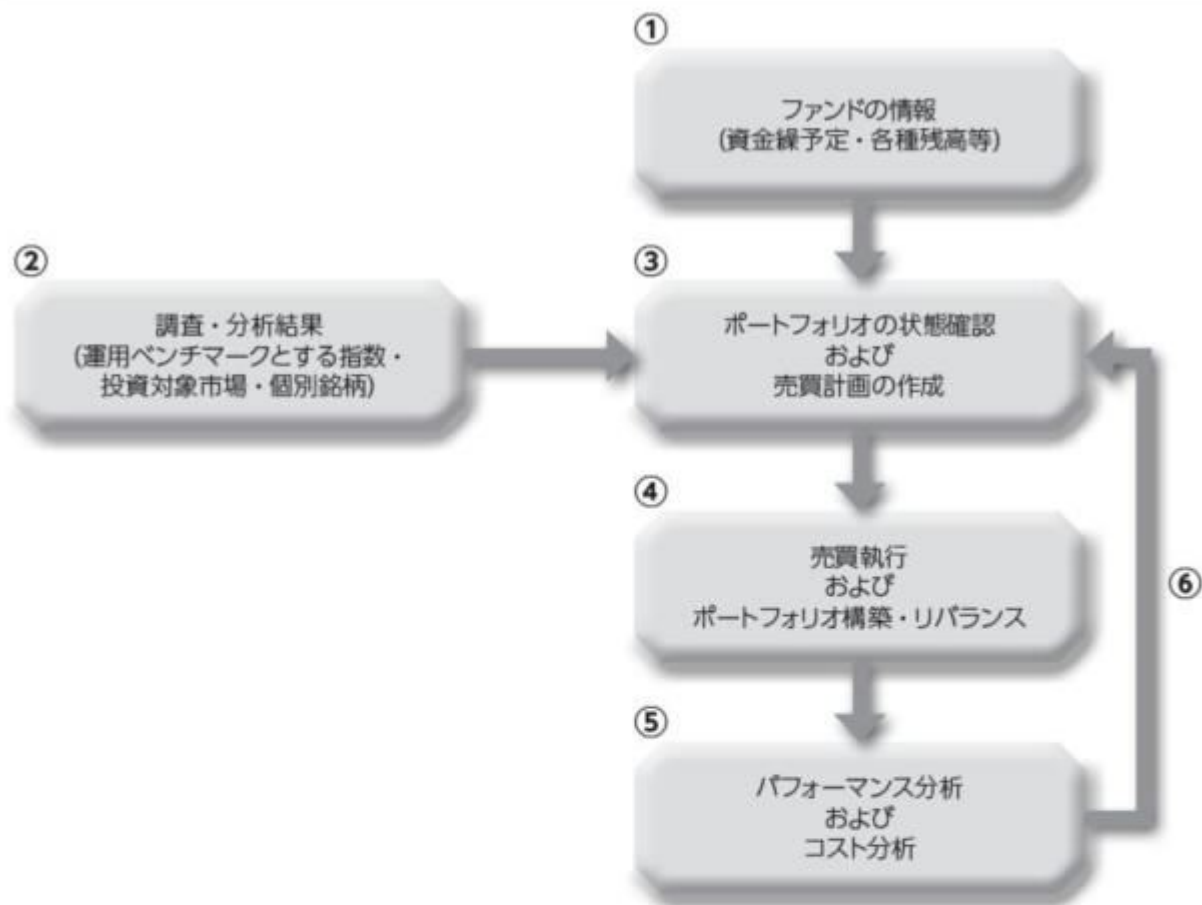 ①
ファンドの情報
(資金繰予定・各種残高等)
②
調査・分析結果
(運用ベンチマークとする指数・
投資対象市場・個別銘柄)
③
ポートフォリオの状態確認
および
売買計画の作成
④
売買執行
および
ポートフォリオ構築・リバランス
⑤
パフォーマンス分析
および
コスト分析
⑥